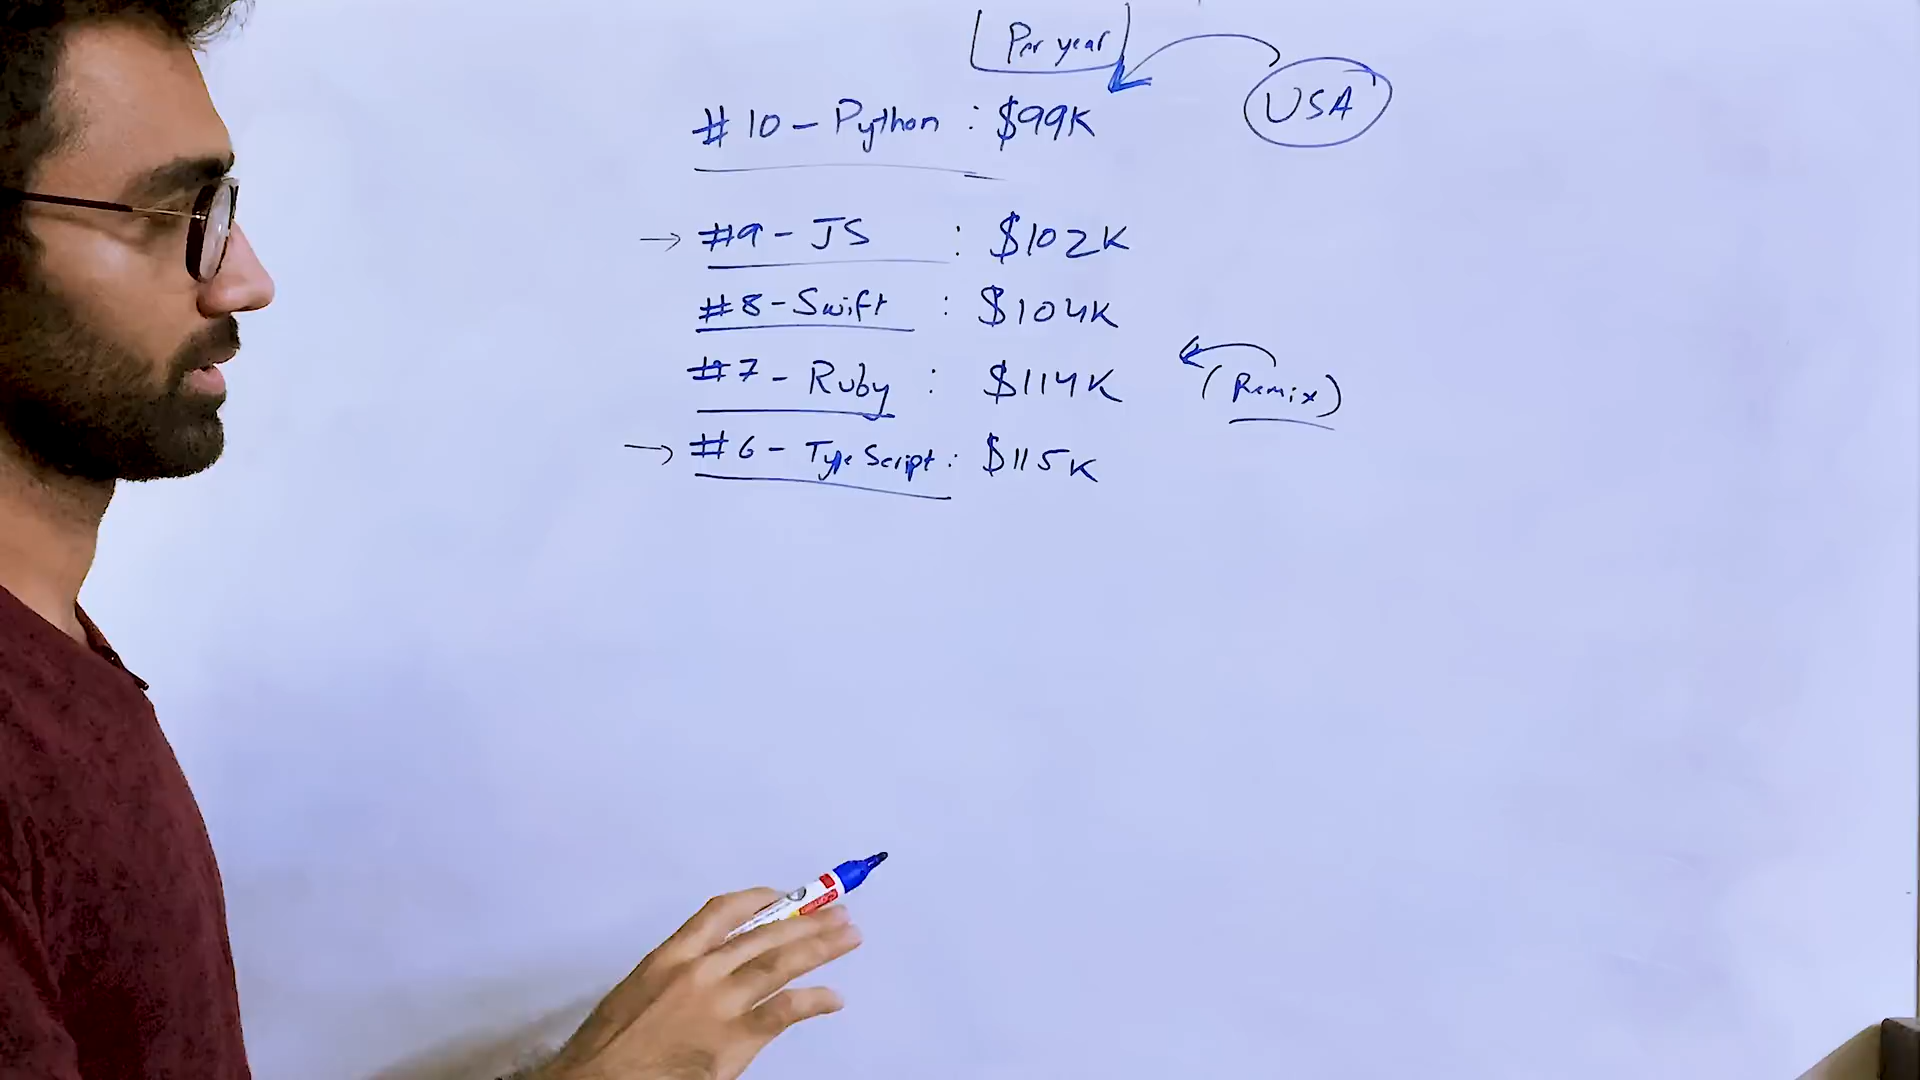 Per year
USA
#10 - Python : $99K
→ #9 - JS : $102K
#8 - Swift : $104K
#7 - Ruby : $114K (Remix)
→ #6 - TypeScript : $115K